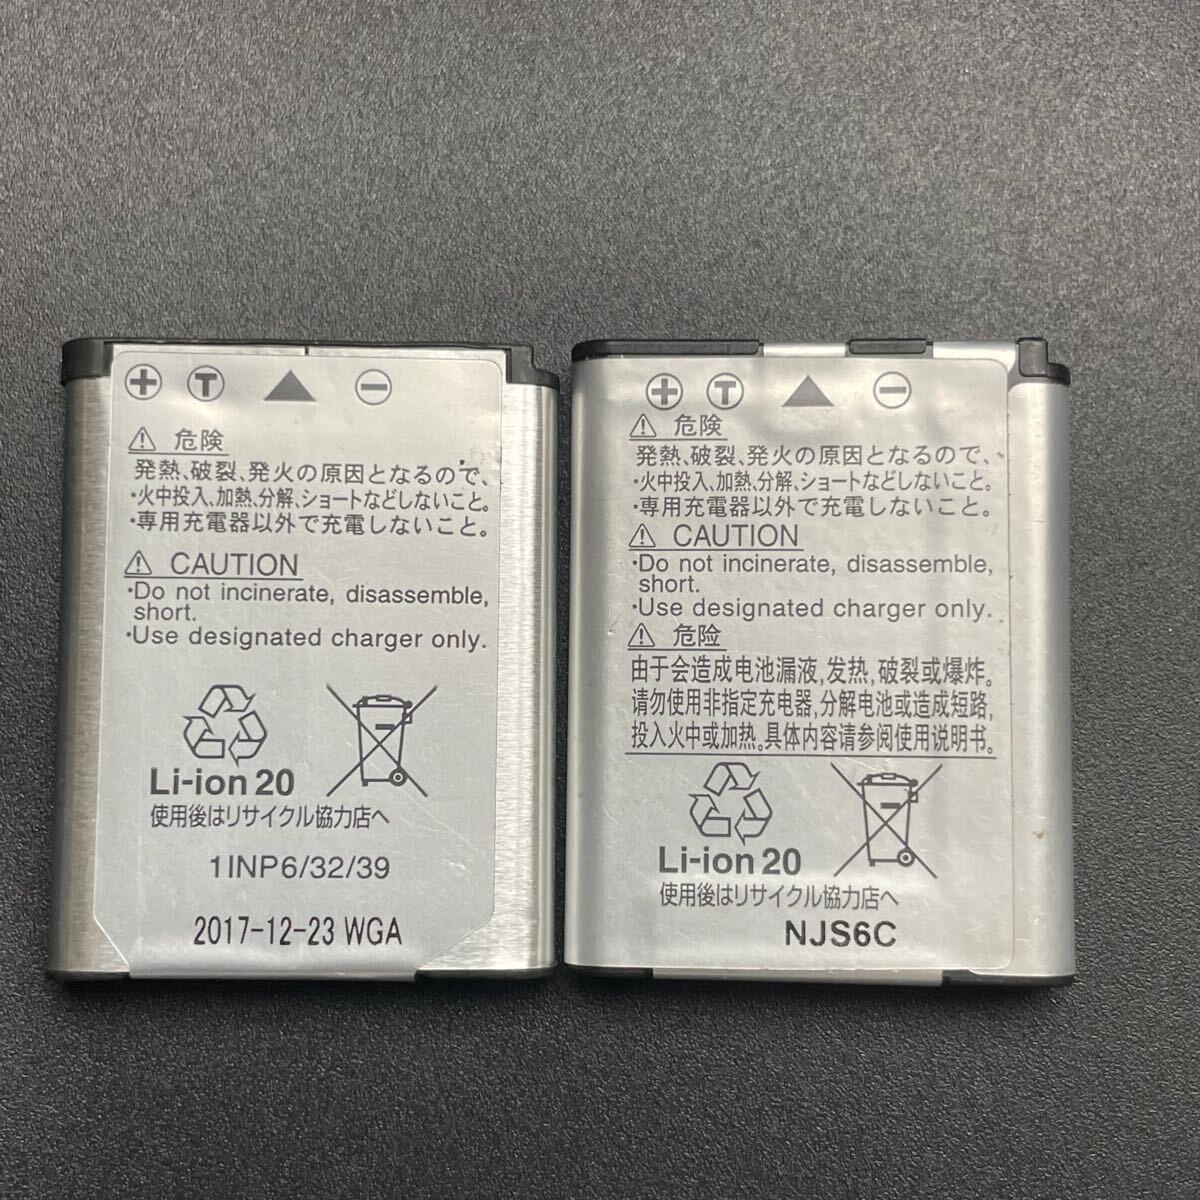 + T −
危険
発熱、破裂、発火の原因となるので、
・火中投入、加熱、分解、ショートなどしないこと。
・専用充電器以外で充電しないこと。
CAUTION
·Do not incinerate, disassemble,
short.
·Use designated charger only.
Li-ion 20
使用後はリサイクル協力店へ
1INP6/32/39
2017-12-23 WGA
+ T −
危険
発熱、破裂、発火の原因となるので、
・火中投入、加熱、分解、ショートなどしないこと。
・専用充電器以外で充電しないこと。
CAUTION
·Do not incinerate, disassemble,
short.
·Use designated charger only.
危险
由于会造成电池漏液,发热,破裂或爆炸。
请勿使用非指定充电器,分解电池或造成短路,
投入火中或加热。具体内容请参阅使用说明书。
Li-ion 20
使用後はリサイクル協力店へ
NJS6C